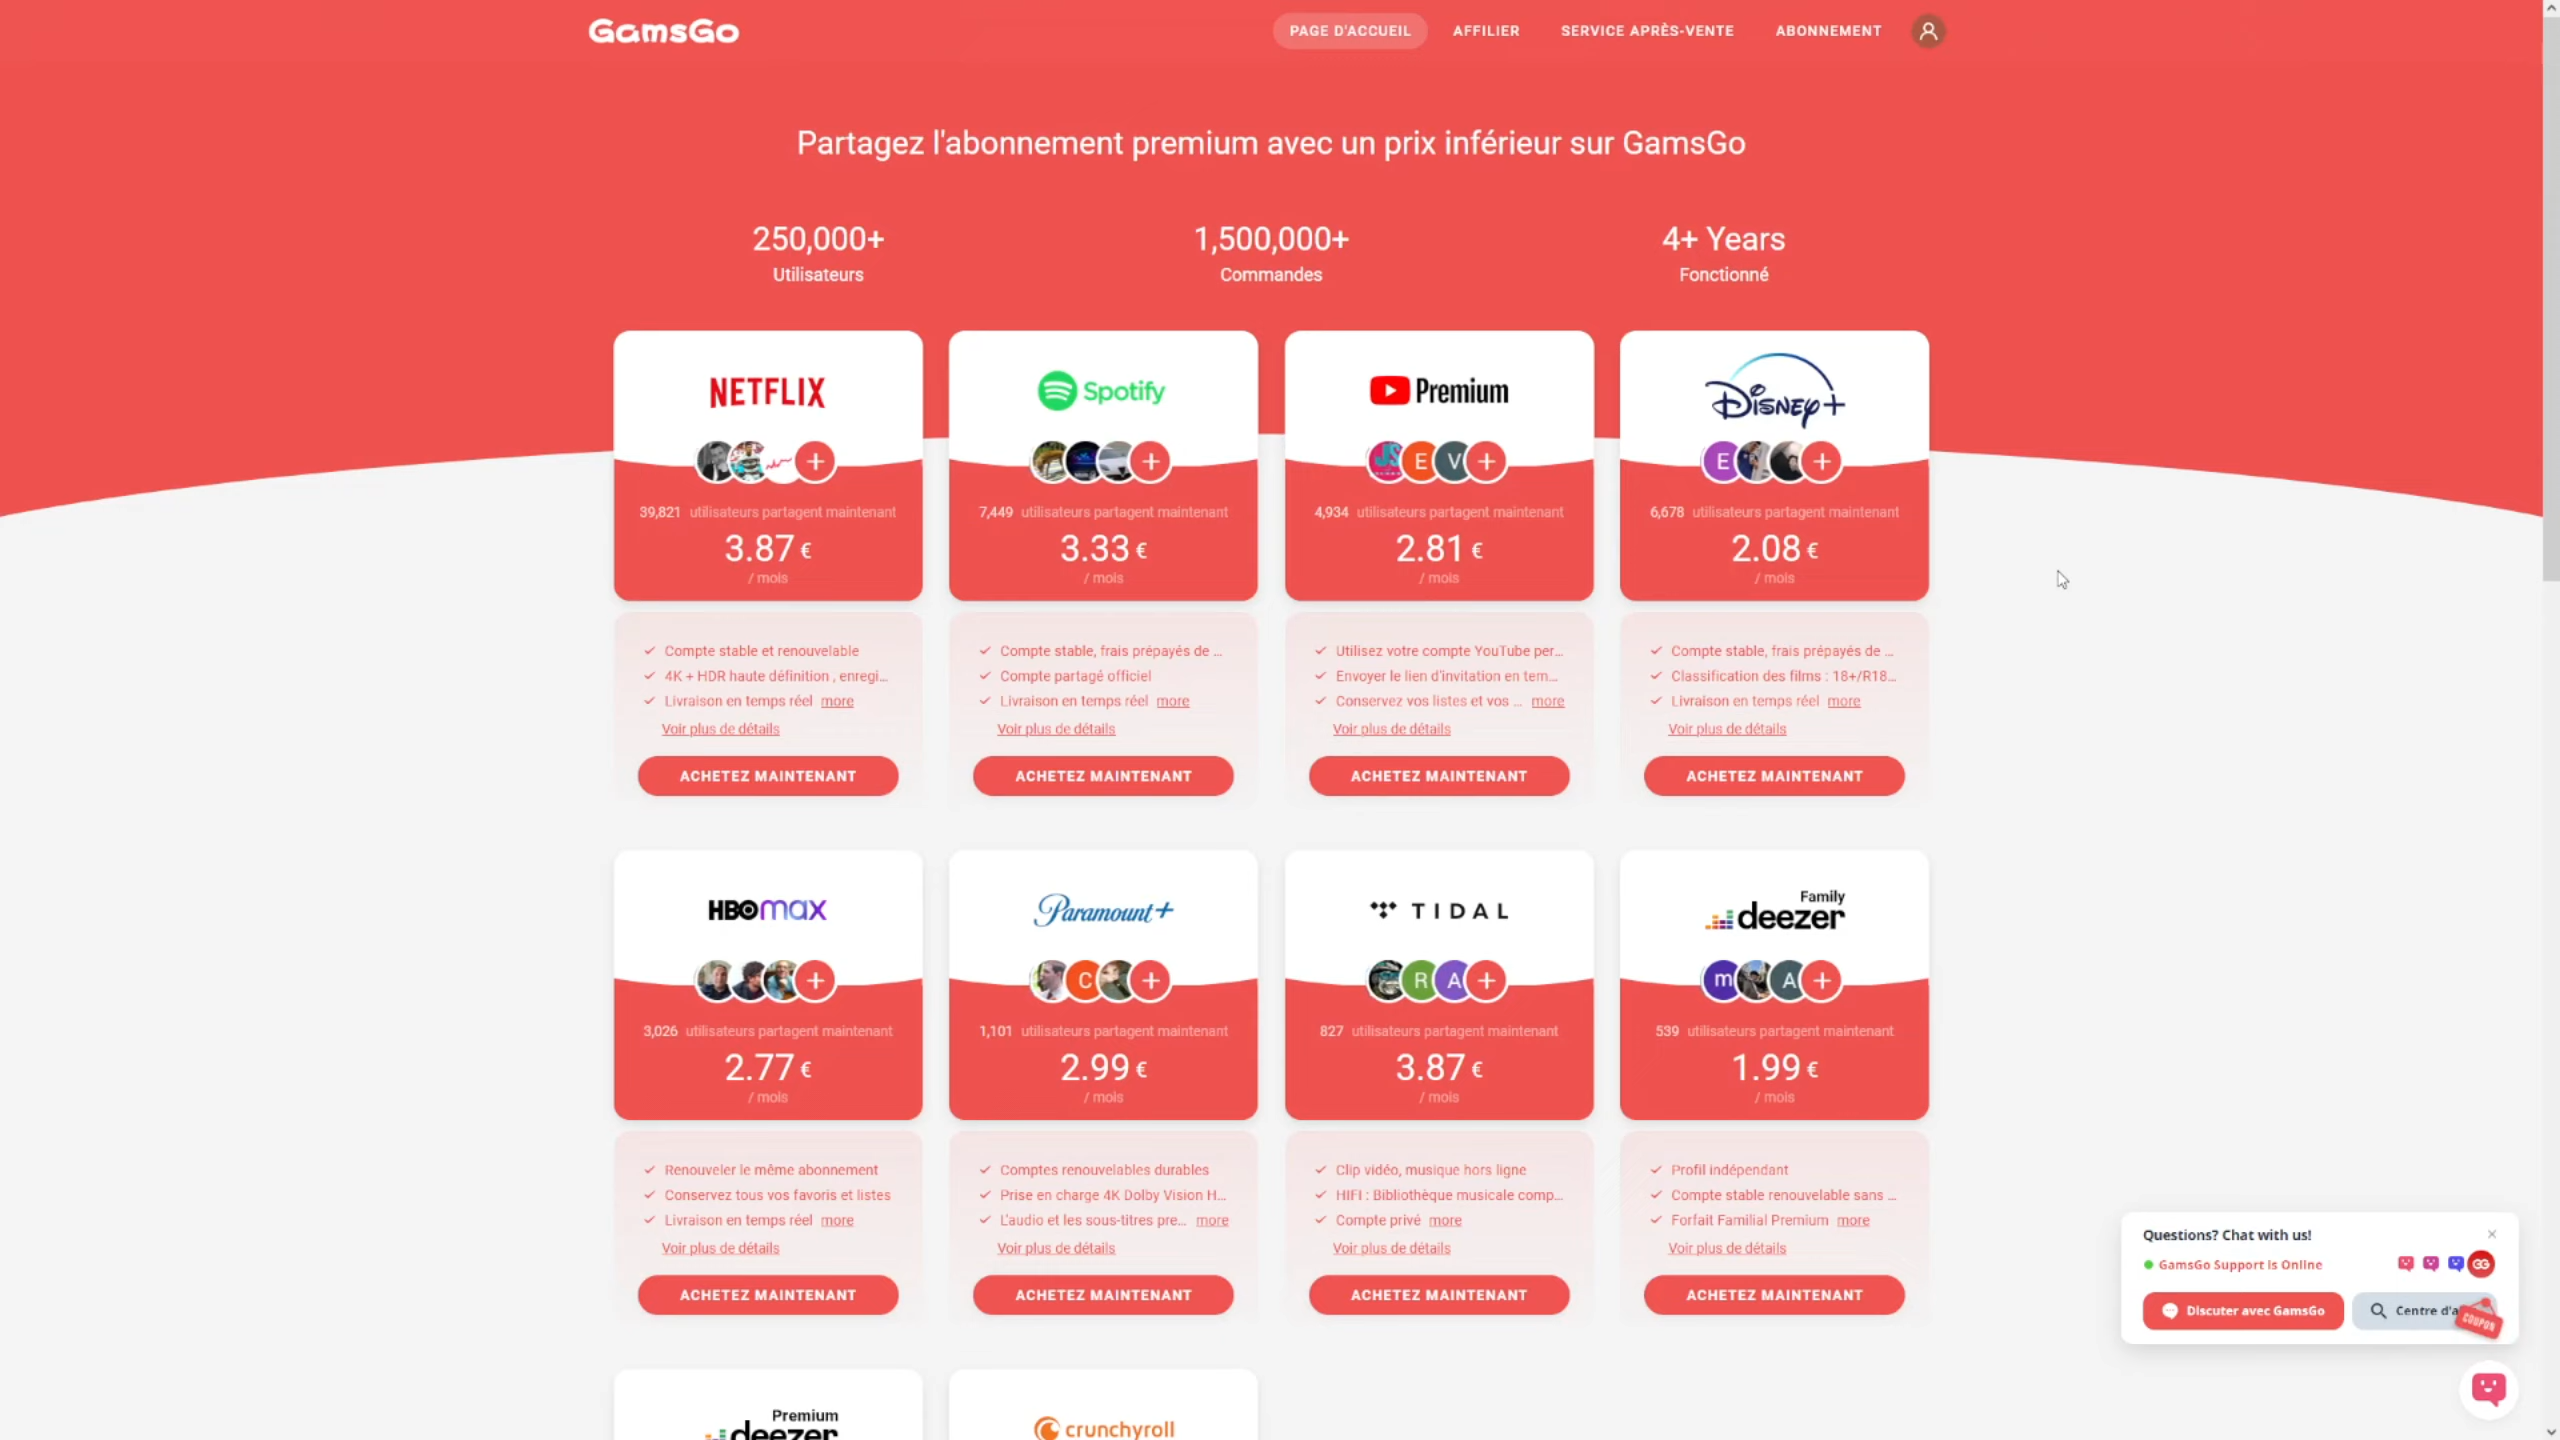 GamsGo
PAGE D'ACCUEIL
AFFILIER
SERVICE APRÈS-VENTE
ABONNEMENT
Partagez l'abonnement premium avec un prix inférieur sur GamsGo
250,000+
Utilisateurs
1,500,000+
Commandes
4+ Years
Fonctionné
NETFLIX
39,821 utilisateurs partagent maintenant
3.87 €
/ mois
Compte stable et renouvelable
4K + HDR haute définition , enregi...
Livraison en temps réel more
Voir plus de détails
ACHETEZ MAINTENANT
Spotify
7,449 utilisateurs partagent maintenant
3.33 €
/ mois
Compte stable, frais prépayés de ...
Compte partagé officiel
Livraison en temps réel more
Voir plus de détails
ACHETEZ MAINTENANT
Premium
JS E V
4,934 utilisateurs partagent maintenant
2.81 €
/ mois
Utilisez votre compte YouTube per...
Envoyer le lien d'invitation en tem...
Conservez vos listes et vos ... more
Voir plus de détails
ACHETEZ MAINTENANT
Disney+
E
6,678 utilisateurs partagent maintenant
2.08 €
/ mois
Compte stable, frais prépayés de ...
Classification des films : 18+/R18...
Livraison en temps réel more
Voir plus de détails
ACHETEZ MAINTENANT
HBOmax
3,026 utilisateurs partagent maintenant
2.77 €
/ mois
Renouveler le même abonnement
Conservez tous vos favoris et listes
Livraison en temps réel more
Voir plus de détails
ACHETEZ MAINTENANT
Paramount+
C
1,101 utilisateurs partagent maintenant
2.99 €
/ mois
Comptes renouvelables durables
Prise en charge 4K Dolby Vision H...
L'audio et les sous-titres pre... more
Voir plus de détails
ACHETEZ MAINTENANT
TIDAL
R A
827 utilisateurs partagent maintenant
3.87 €
/ mois
Clip vidéo, musique hors ligne
HIFI : Bibliothèque musicale comp...
Compte privé more
Voir plus de détails
ACHETEZ MAINTENANT
Family
deezer
m A
539 utilisateurs partagent maintenant
1.99 €
/ mois
Profil indépendant
Compte stable renouvelable sans ...
Forfait Familial Premium more
Voir plus de détails
ACHETEZ MAINTENANT
Premium
deezer
crunchyroll
Questions? Chat with us!
GamsGo Support is Online
GG
Discuter avec GamsGo
Centre d'a
COUPON